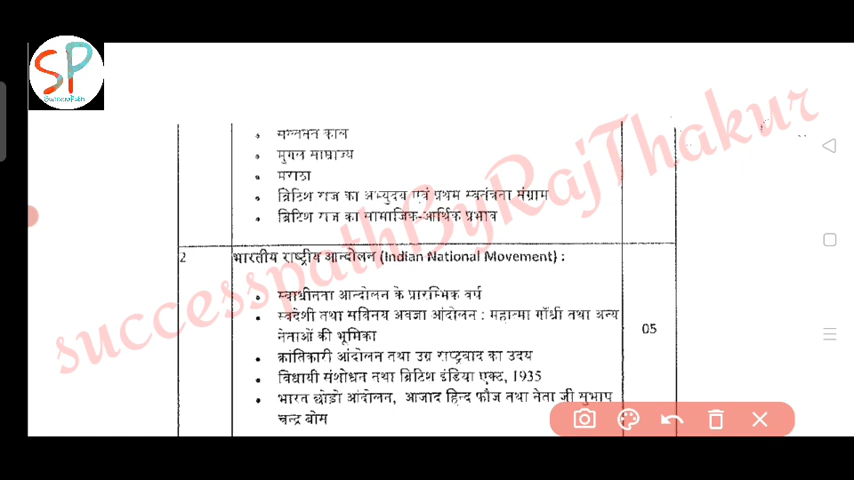 SP
SuccessPath
सल्तनत काल
मुगल साम्राज्य
मराठा
ब्रिटिश राज का अभ्युदय एवं प्रथम स्वतंत्रता संग्राम
ब्रिटिश राज का सामाजिक-आर्थिक प्रभाव
2 भारतीय राष्ट्रीय आन्दोलन (Indian National Movement) :
स्वाधीनता आन्दोलन के प्रारम्भिक वर्ष
स्वदेशी तथा सविनय अवज्ञा आंदोलन : महात्मा गाँधी तथा अन्य
नेताओं की भूमिका
05
क्रांतिकारी आंदोलन तथा उग्र राष्ट्रवाद का उदय
विधायी संशोधन तथा ब्रिटिश इंडिया एक्ट, 1935
भारत छोड़ो आंदोलन, आजाद हिन्द फौज तथा नेता जी सुभाष
चन्द्र बोस
successpathByRajThakur